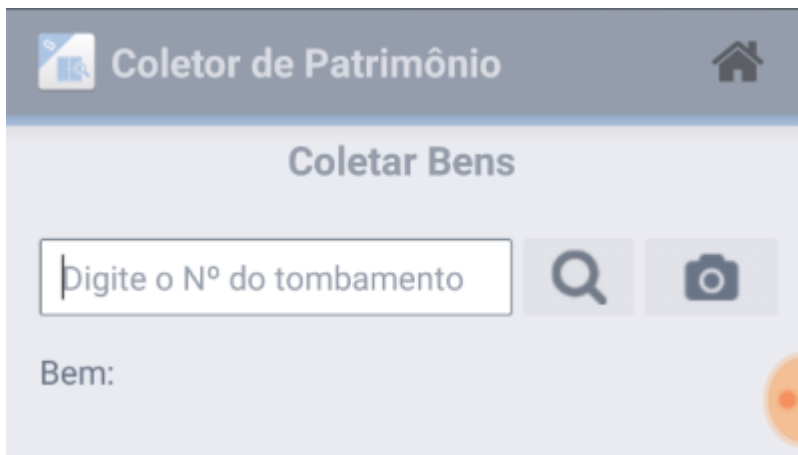 Coletor de Patrimônio
Coletar Bens
Digite o Nº do tombamento
Bem: